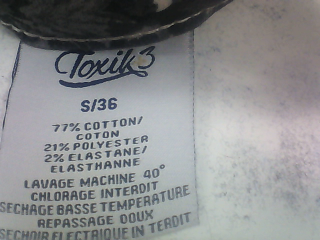 Toxik3
S/36
77% COTTON/
COTON
21% POLYESTER
2% ELASTANE/
ELASTHANNE
LAVAGE MACHINE 40°
CHLORAGE INTERDIT
SECHAGE BASSE TEMPERATURE
REPASSAGE DOUX
SECHOIR ELECTRIQUE INTERDIT